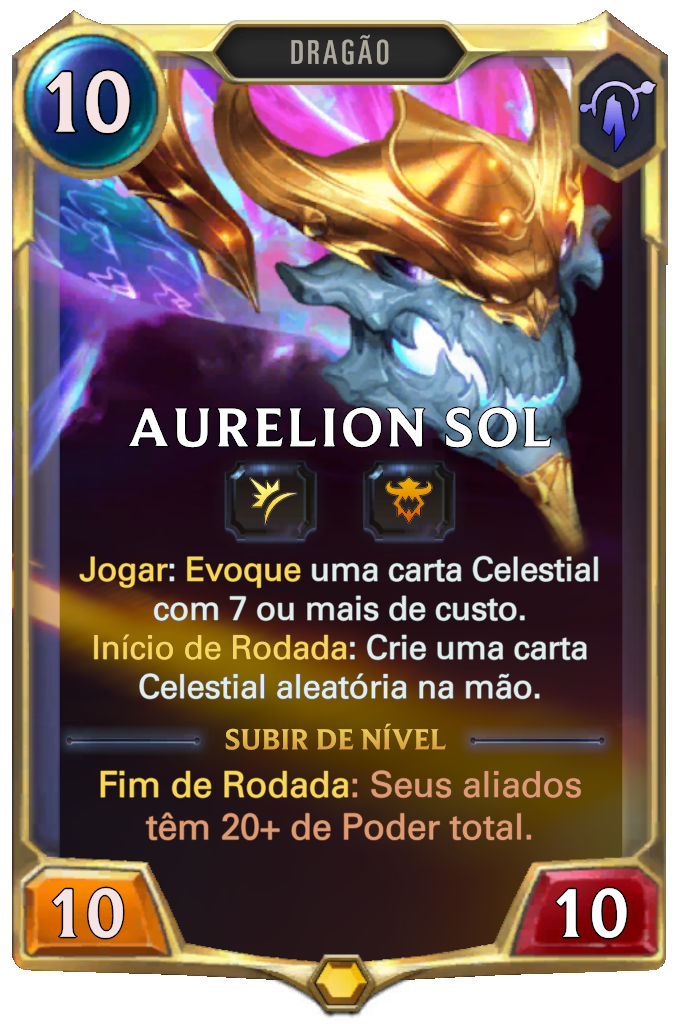 DRAGÃO
10
AURELION SOL
Jogar: Evoque uma carta Celestial
com 7 ou mais de custo.
Início de Rodada: Crie uma carta
Celestial aleatória na mão.
SUBIR DE NÍVEL
Fim de Rodada: Seus aliados
têm 20+ de Poder total.
10
10